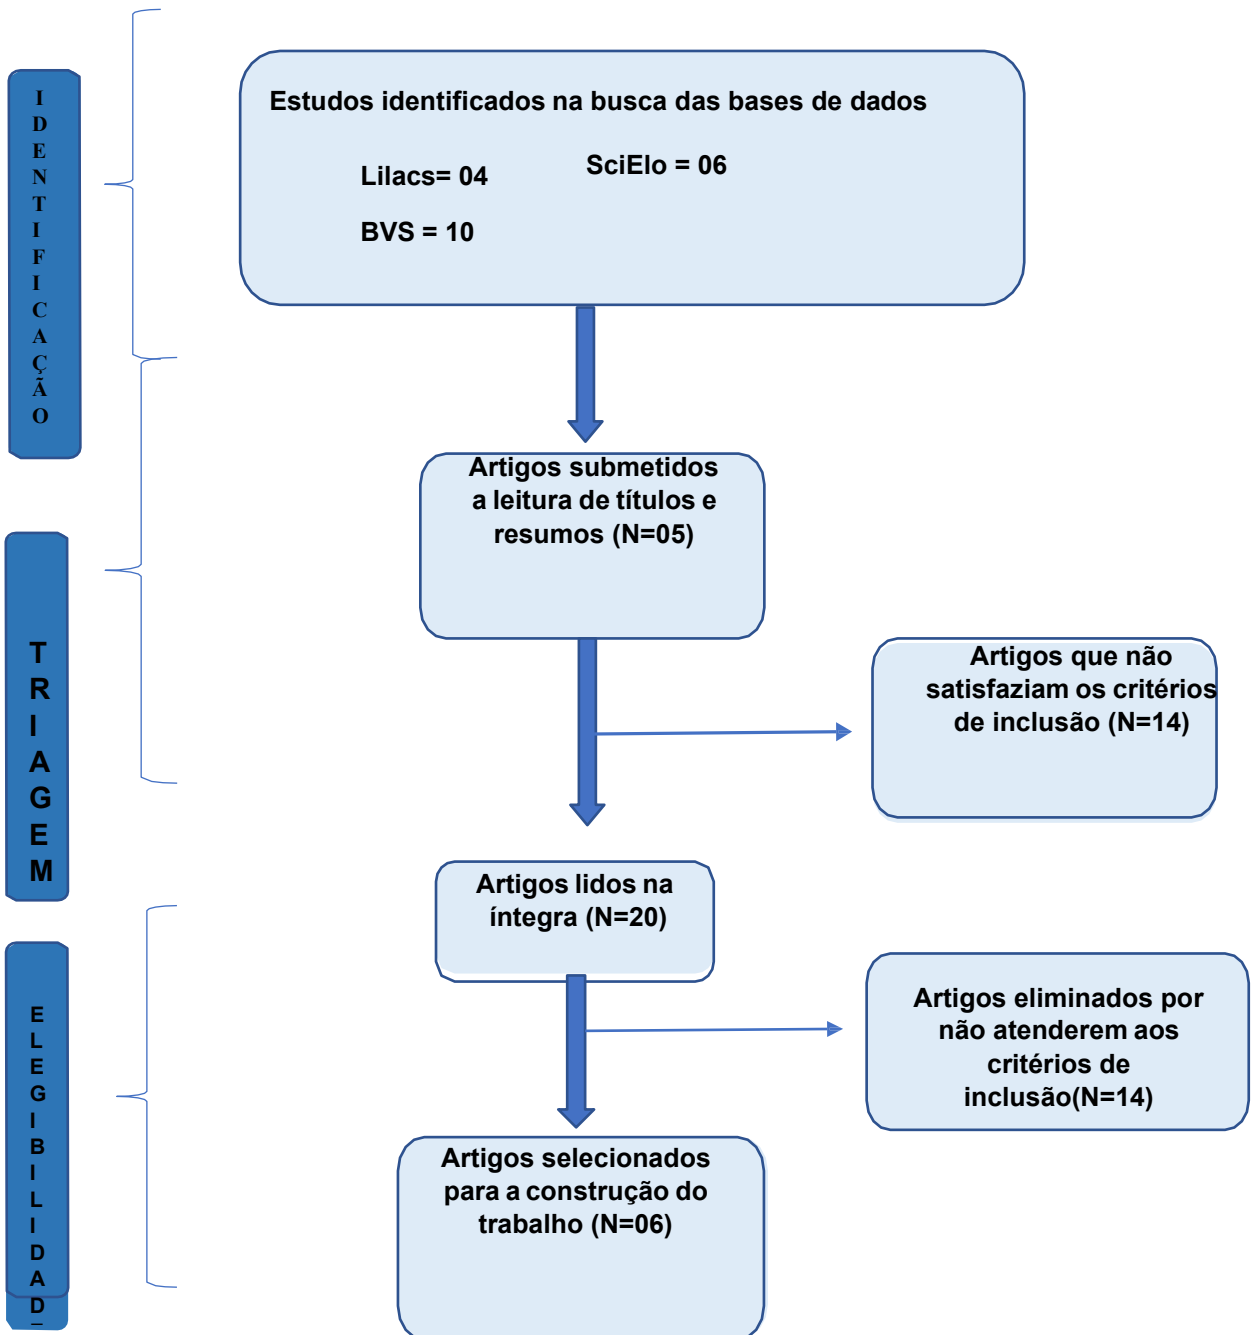 IDENTIFICAÇÃO
Estudos identificados na busca das bases de dados
Lilacs= 04
SciElo = 06
BVS = 10
Artigos submetidos
a leitura de títulos e
resumos (N=05)
TRIAGEM
Artigos que não
satisfaziam os critérios
de inclusão (N=14)
Artigos lidos na
íntegra (N=20)
ELEGIBILIDAD
Artigos eliminados por
não atenderem aos
critérios de
inclusão(N=14)
Artigos selecionados
para a construção do
trabalho (N=06)